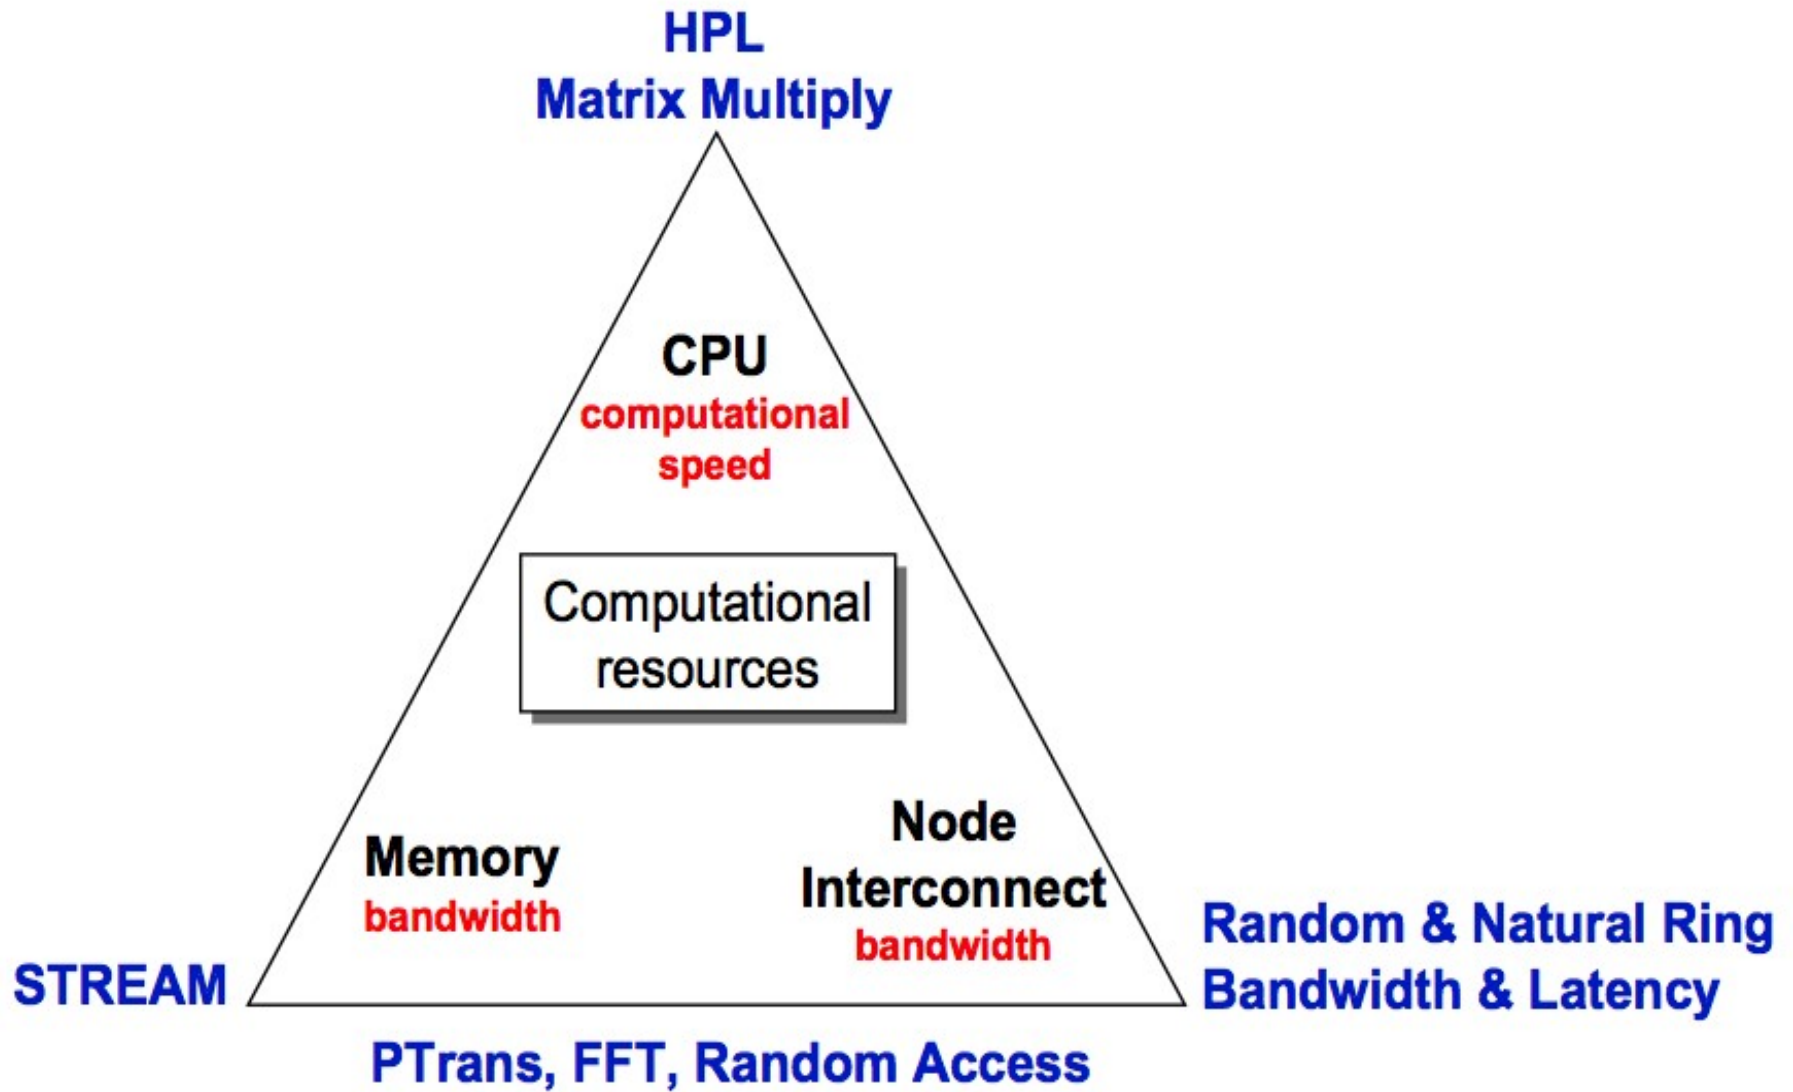 HPL
Matrix Multiply
CPU
computational
speed
Computational
resources
Memory
bandwidth
Node
Interconnect
bandwidth
STREAM
Random & Natural Ring
Bandwidth & Latency
PTrans, FFT, Random Access